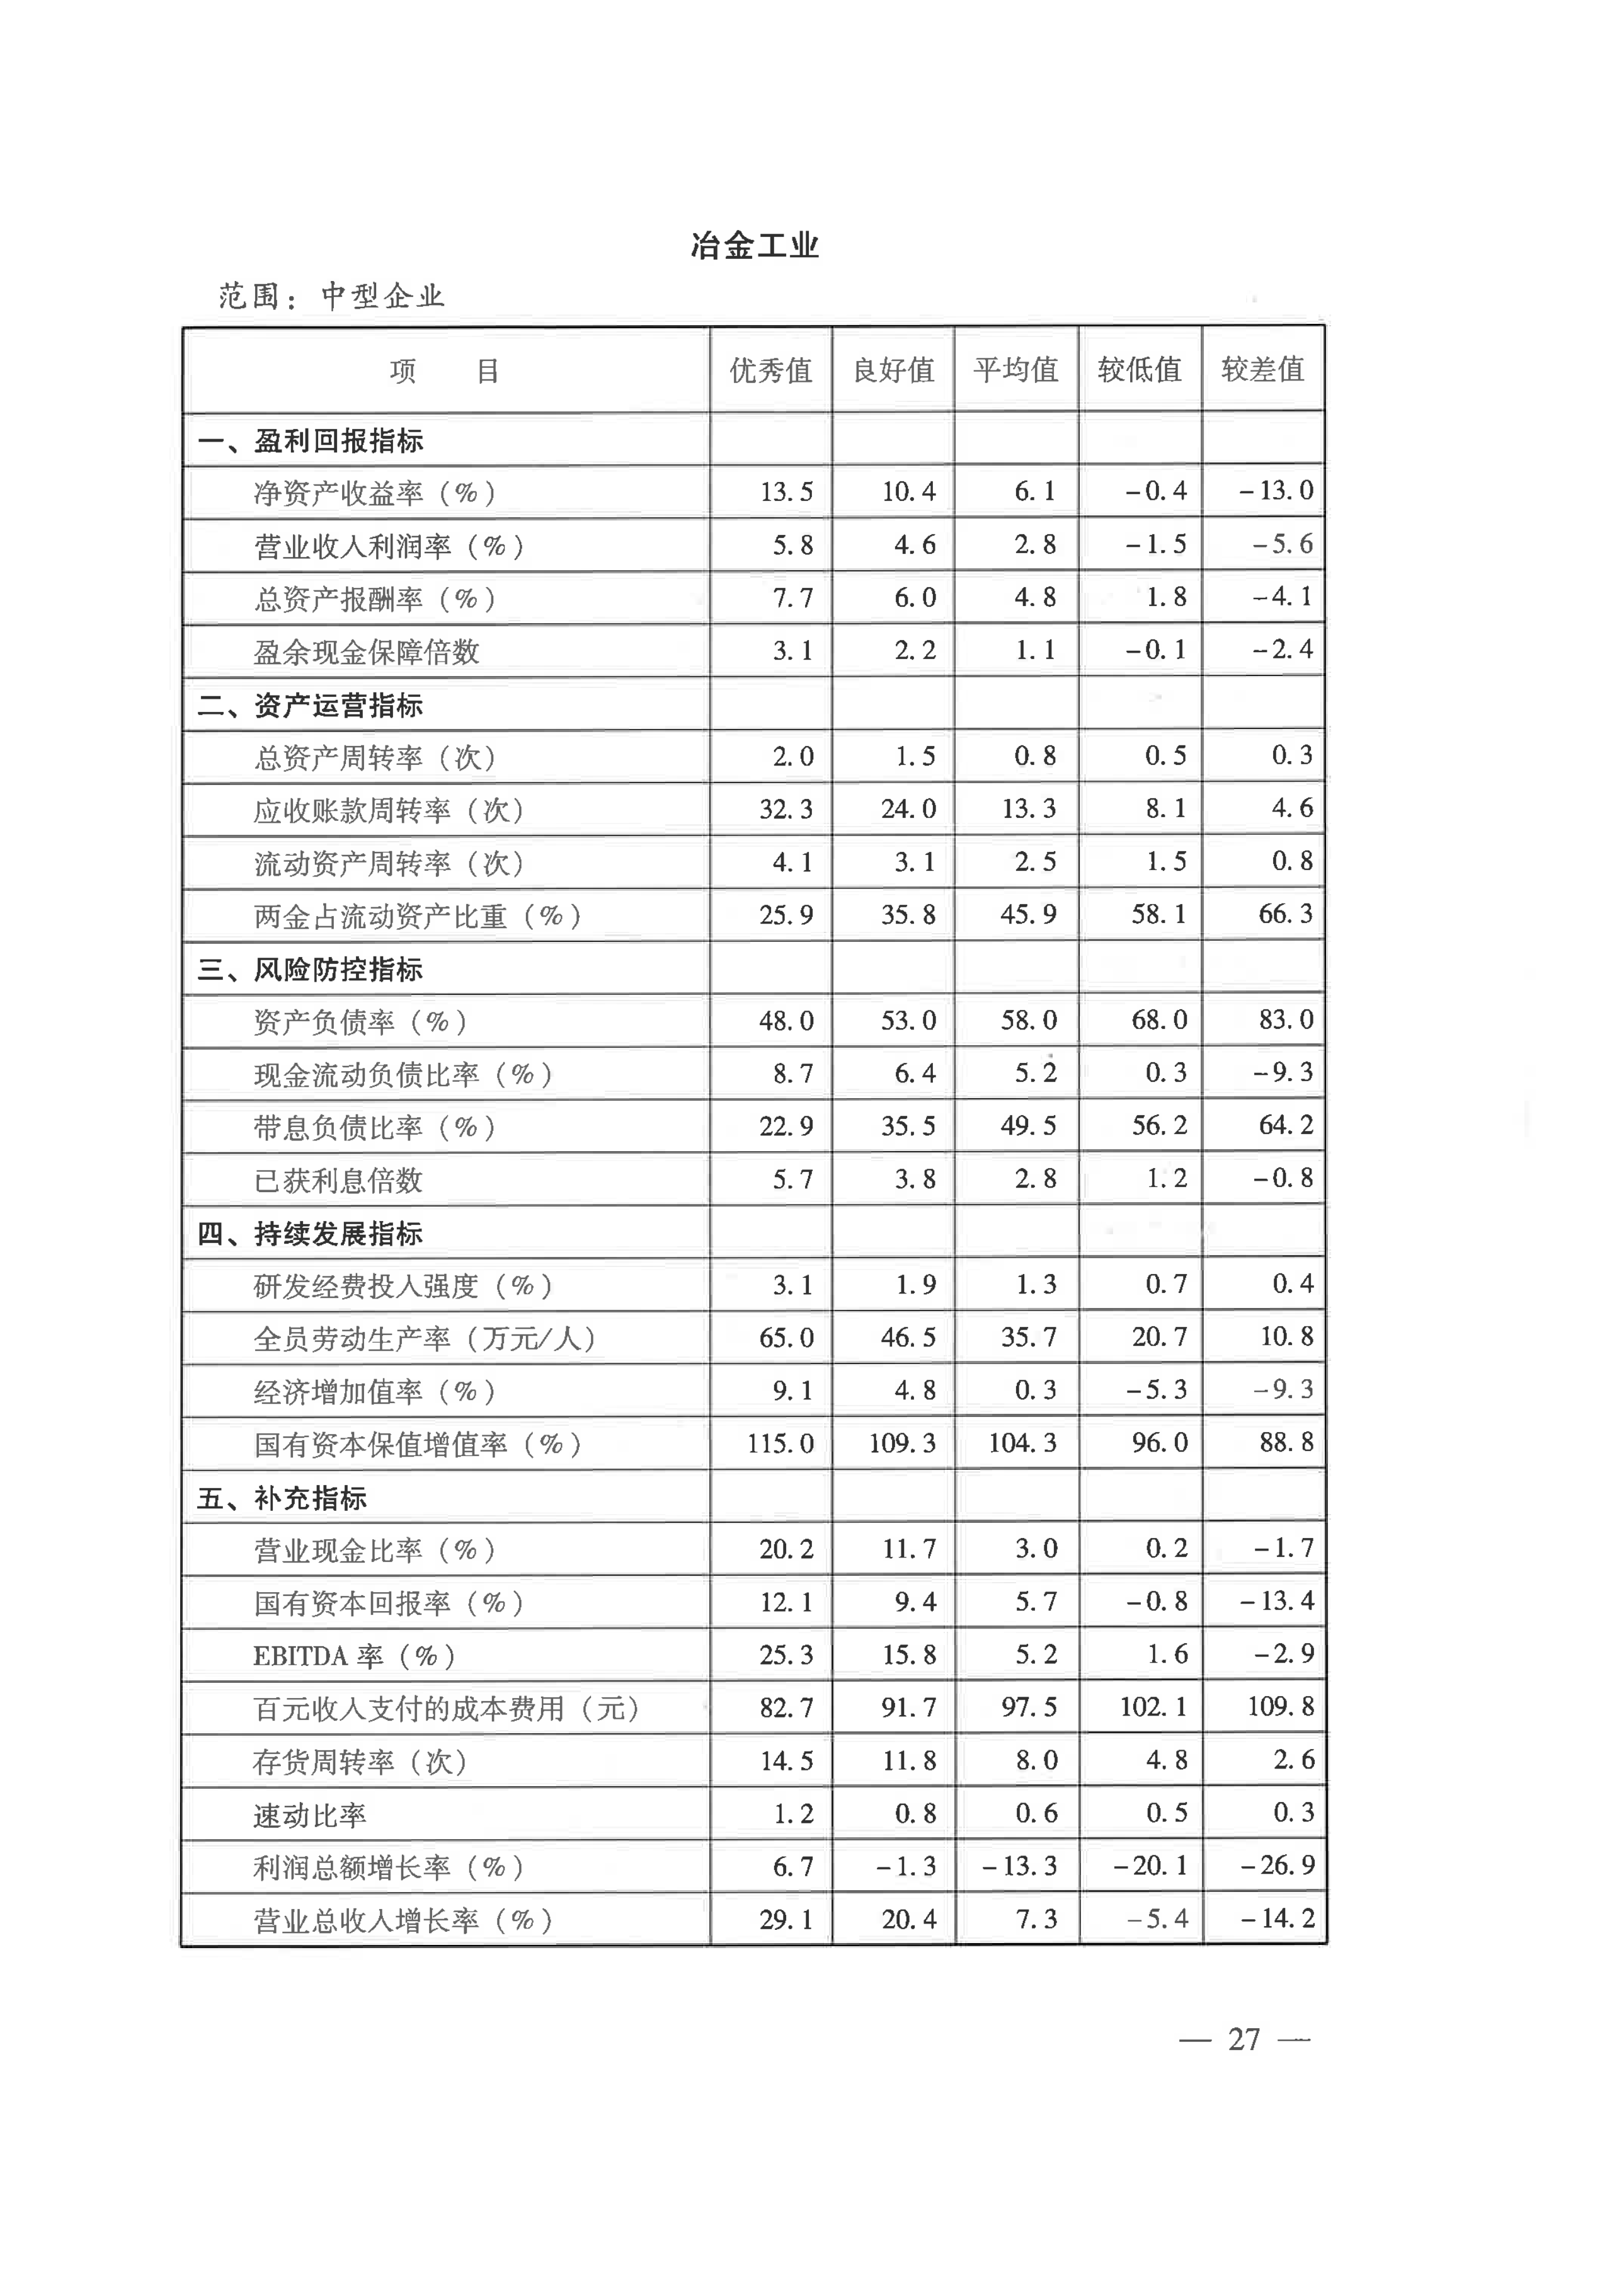 冶金工业
范围：中型企业
项 目 优秀值 良好值 平均值 较低值 较差值
一、盈利回报指标
净资产收益率（%） 13.5 10.4 6.1 -0.4 -13.0
营业收入利润率（%） 5.8 4.6 2.8 -1.5 -5.6
总资产报酬率（%） 7.7 6.0 4.8 1.8 -4.1
盈余现金保障倍数 3.1 2.2 1.1 -0.1 -2.4
二、资产运营指标
总资产周转率（次） 2.0 1.5 0.8 0.5 0.3
应收账款周转率（次） 32.3 24.0 13.3 8.1 4.6
流动资产周转率（次） 4.1 3.1 2.5 1.5 0.8
两金占流动资产比重（%） 25.9 35.8 45.9 58.1 66.3
三、风险防控指标
资产负债率（%） 48.0 53.0 58.0 68.0 83.0
现金流动负债比率（%） 8.7 6.4 5.2 0.3 -9.3
带息负债比率（%） 22.9 35.5 49.5 56.2 64.2
已获利息倍数 5.7 3.8 2.8 1.2 -0.8
四、持续发展指标
研发经费投入强度（%） 3.1 1.9 1.3 0.7 0.4
全员劳动生产率（万元/人） 65.0 46.5 35.7 20.7 10.8
经济增加值率（%） 9.1 4.8 0.3 -5.3 -9.3
国有资本保值增值率（%） 115.0 109.3 104.3 96.0 88.8
五、补充指标
营业现金比率（%） 20.2 11.7 3.0 0.2 -1.7
国有资本回报率（%） 12.1 9.4 5.7 -0.8 -13.4
EBITDA 率（%） 25.3 15.8 5.2 1.6 -2.9
百元收入支付的成本费用（元） 82.7 91.7 97.5 102.1 109.8
存货周转率（次） 14.5 11.8 8.0 4.8 2.6
速动比率 1.2 0.8 0.6 0.5 0.3
利润总额增长率（%） 6.7 -1.3 -13.3 -20.1 -26.9
营业总收入增长率（%） 29.1 20.4 7.3 -5.4 -14.2
— 27 —